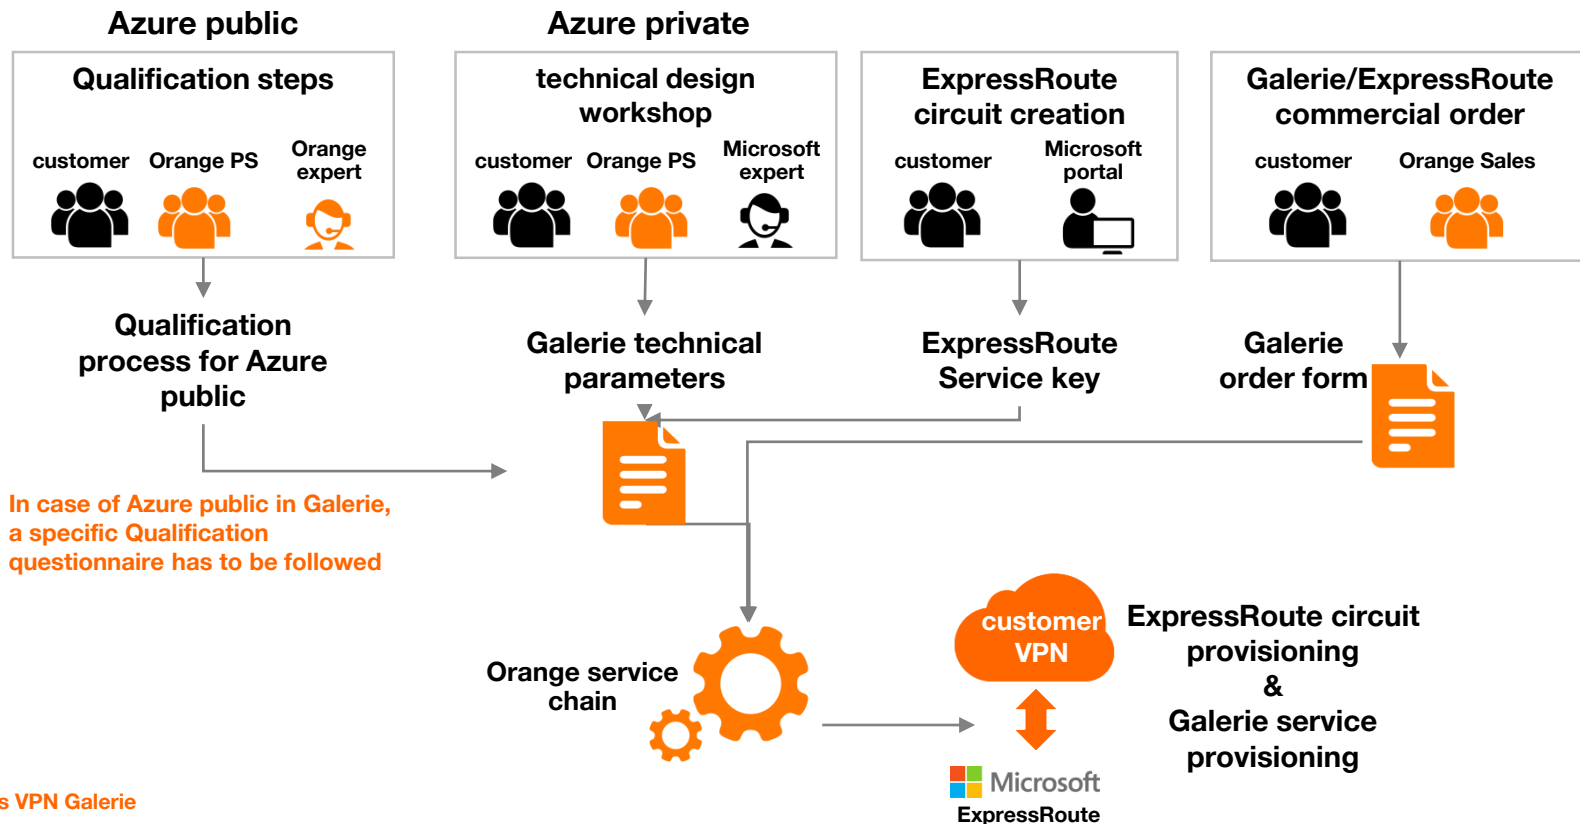 Azure public
Azure private
Qualification steps
customer
Orange PS
Orange
expert
technical design
workshop
customer
Orange PS
Microsoft
expert
ExpressRoute
circuit creation
customer
Microsoft
portal
Galerie/ExpressRoute
commercial order
customer
Orange Sales
Qualification
process for Azure
public
Galerie technical
parameters
ExpressRoute
Service key
Galerie
order form
In case of Azure public in Galerie,
a specific Qualification
questionnaire has to be followed
Orange service
chain
customer
VPN
ExpressRoute circuit
provisioning
&
Galerie service
provisioning
Microsoft
ExpressRoute
s VPN Galerie